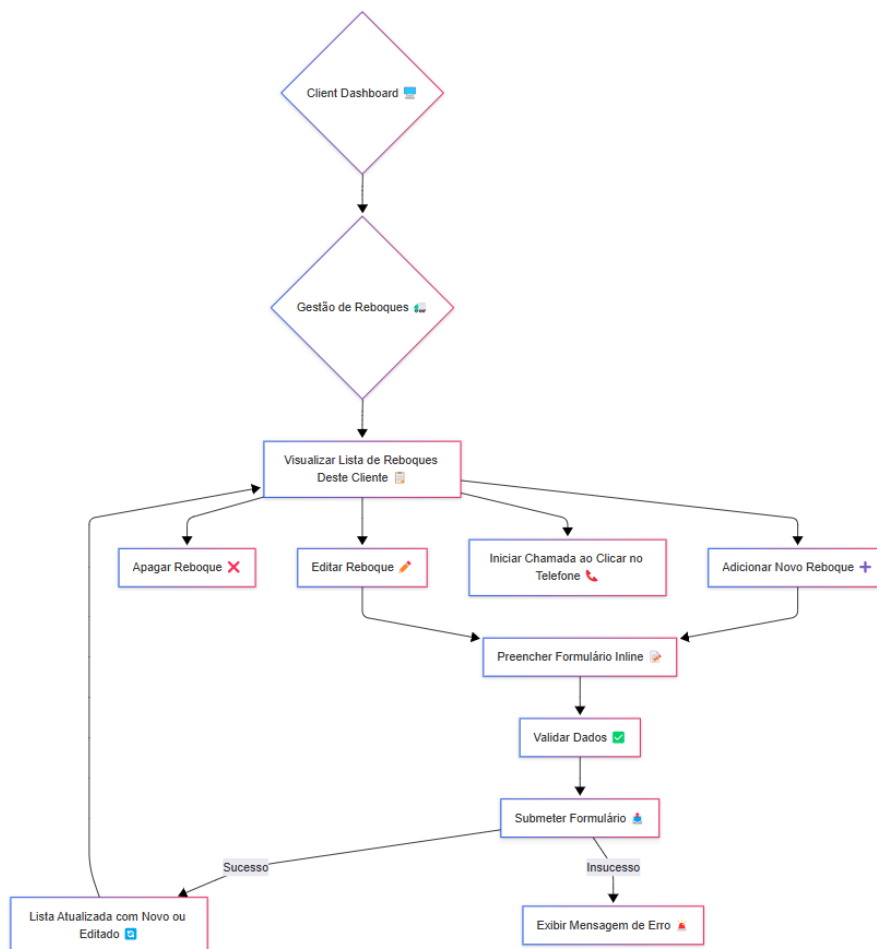 Client Dashboard 🖥️
Gestão de Reboques 🚛
Visualizar Lista de Reboques
Deste Cliente 📋
Apagar Reboque ❌
Editar Reboque ✏️
Iniciar Chamada ao Clicar no
Telefone 📞
Adicionar Novo Reboque ➕
Preencher Formulário Inline 📝
Validar Dados ✅
Submeter Formulário 📤
Sucesso
Insucesso
Lista Atualizada com Novo ou
Editado 🔄
Exibir Mensagem de Erro 🚨